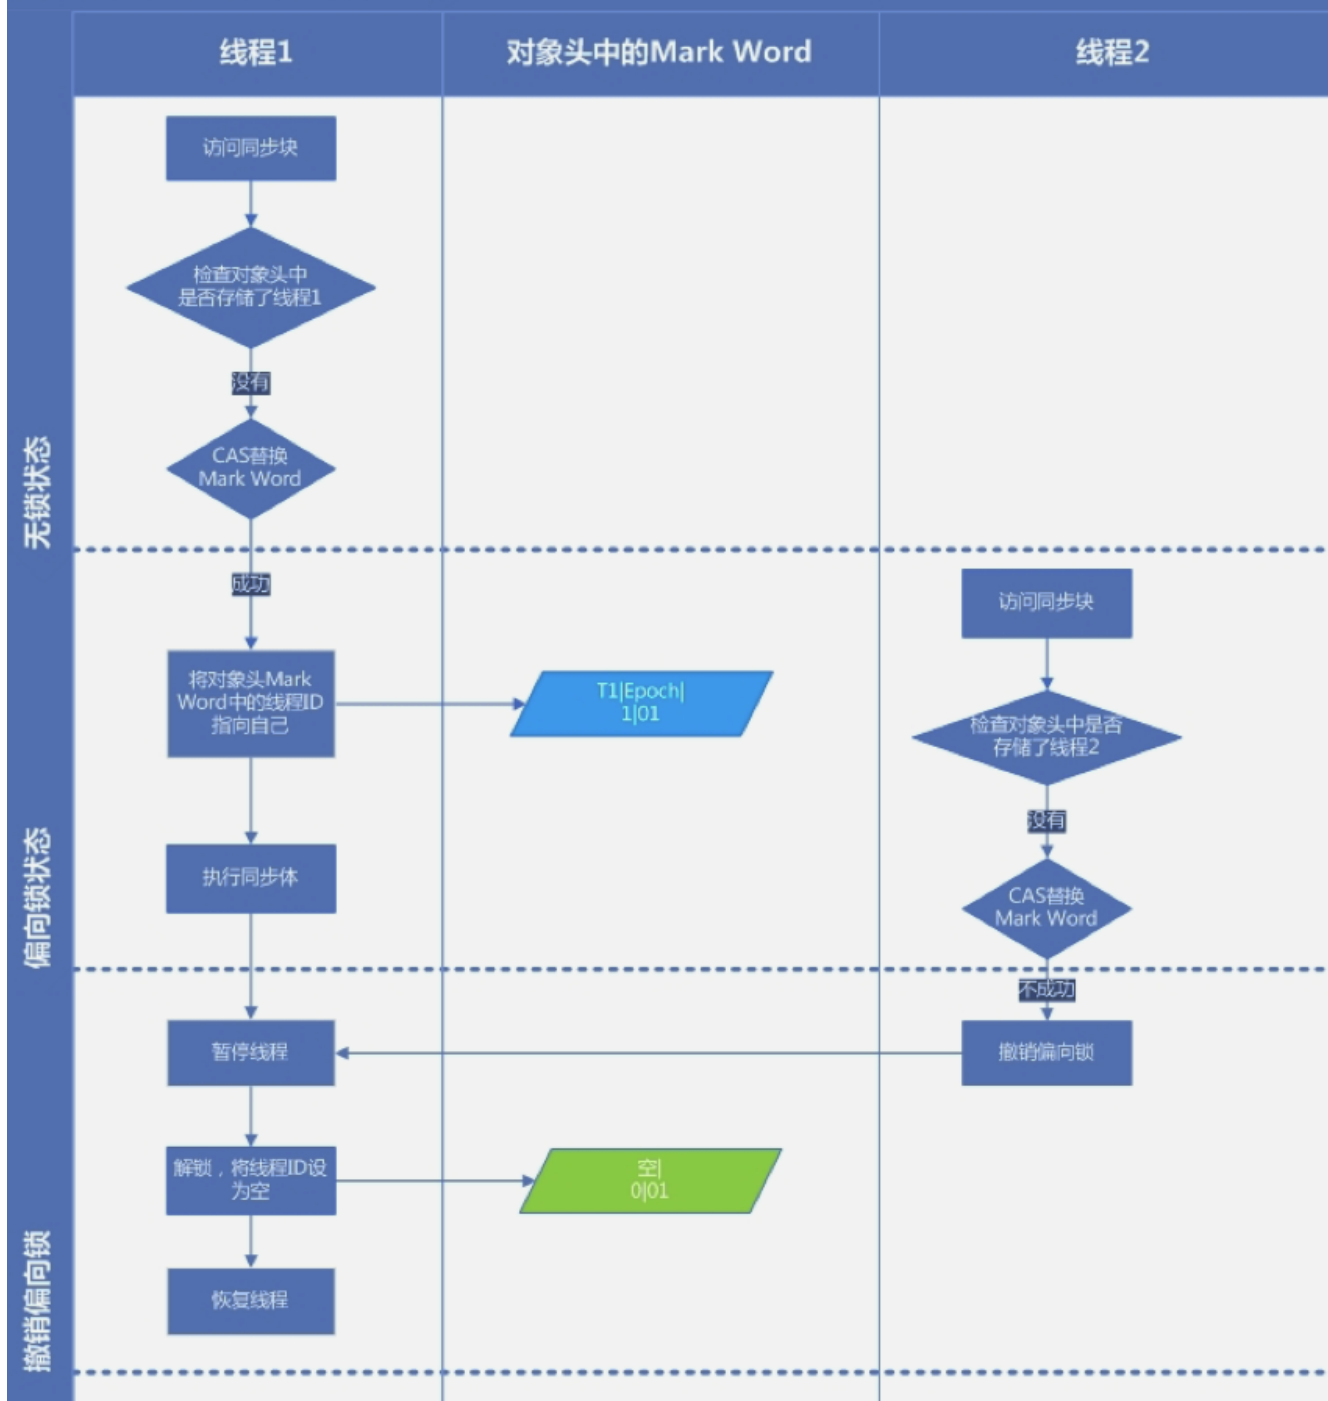 线程1
对象头中的Mark Word
线程2
无锁状态
访问同步块
检查对象头中
是否存储了线程1
没有
CAS替换
Mark Word
偏向锁状态
成功
将对象头Mark
Word中的线程ID
指向自己
T1|Epoch|
1|01
执行同步体
访问同步块
检查对象头中是否
存储了线程2
没有
CAS替换
Mark Word
撤销偏向锁
不成功
撤销偏向锁
暂停线程
解锁，将线程ID设
为空
空|
0|01
恢复线程